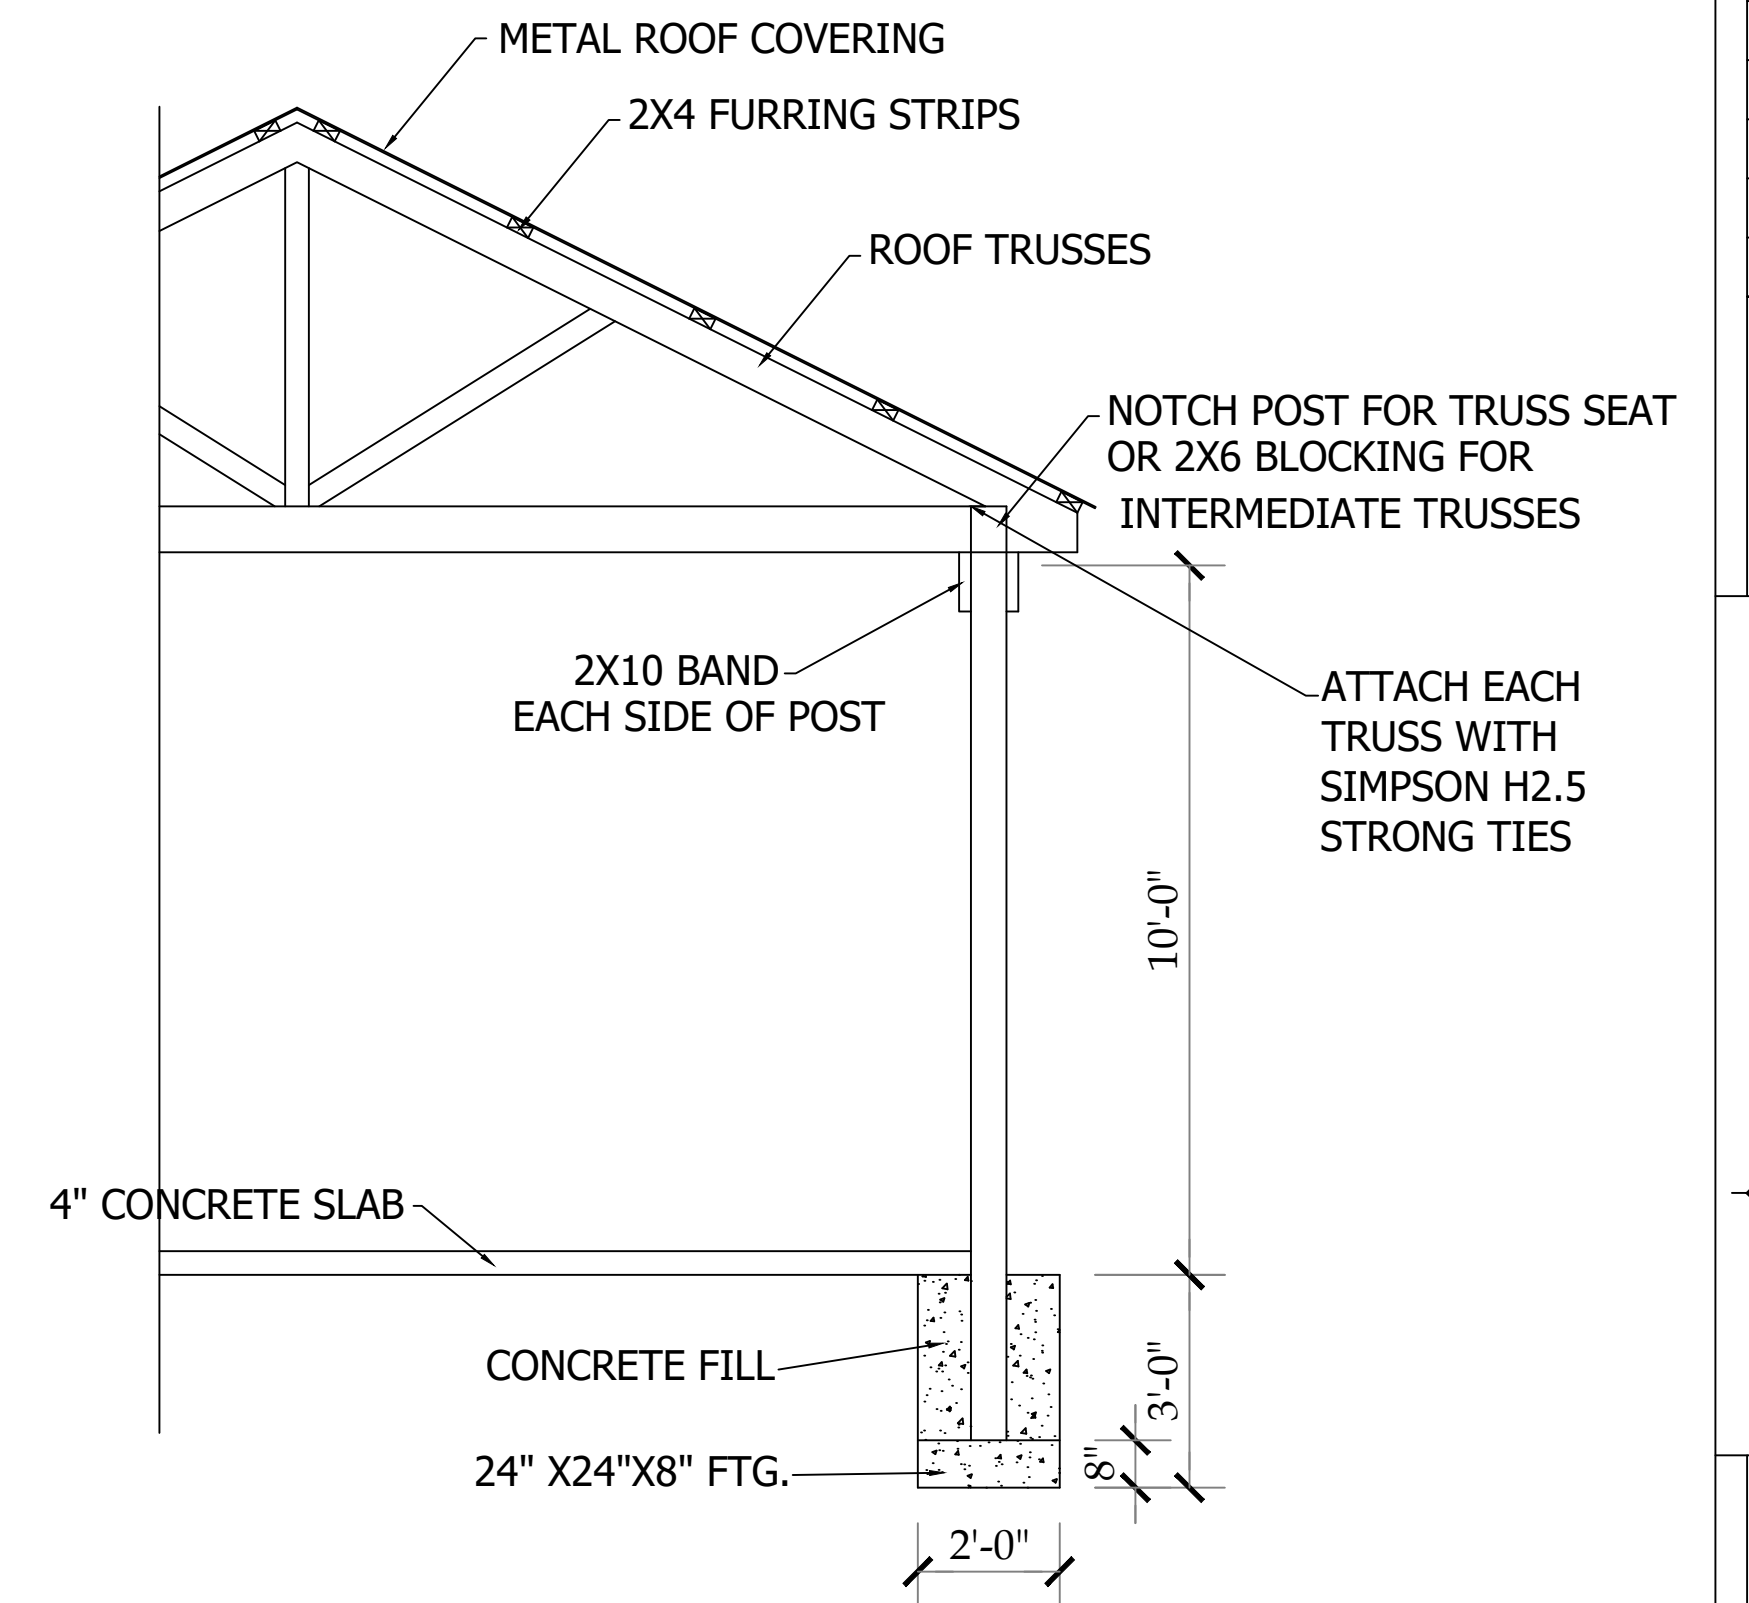 METAL ROOF COVERING
2X4 FURRING STRIPS
ROOF TRUSSES
NOTCH POST FOR TRUSS SEAT
OR 2X6 BLOCKING FOR
INTERMEDIATE TRUSSES
2X10 BAND
EACH SIDE OF POST
ATTACH EACH
TRUSS WITH
SIMPSON H2.5
STRONG TIES
10'-0"
4" CONCRETE SLAB
CONCRETE FILL
3'-0"
24" X24"X8" FTG.
8"
2'-0"